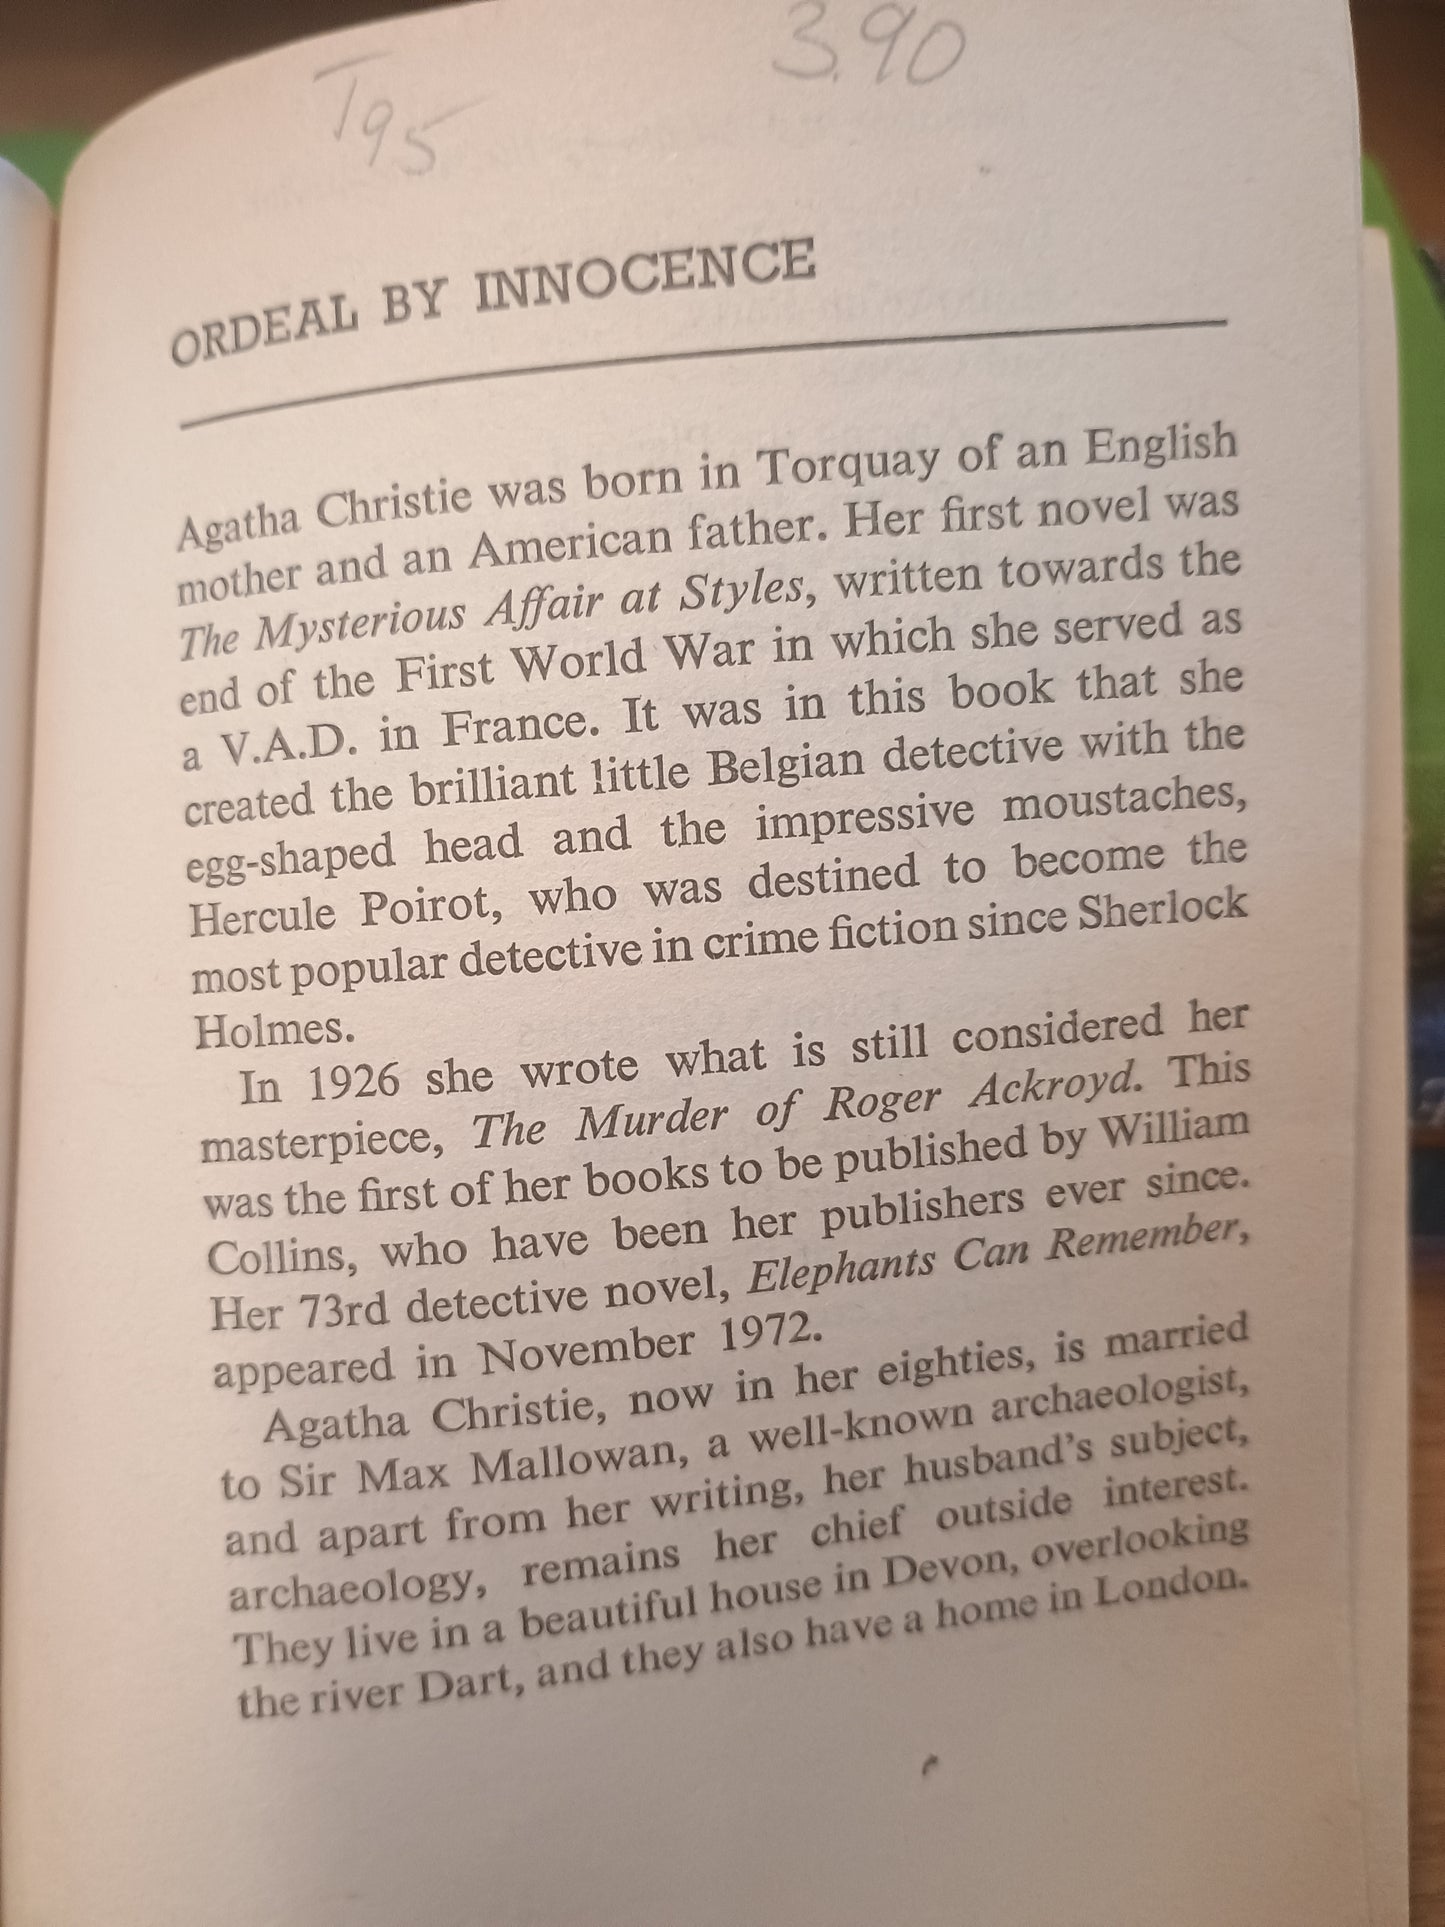 T95
3.90
ORDEAL BY INNOCENCE
Agatha Christie was born in Torquay of an English
mother and an American father. Her first novel was
The Mysterious Affair at Styles, written towards the
end of the First World War in which she served as
a V.A.D. in France. It was in this book that she
created the brilliant little Belgian detective with the
egg-shaped head and the impressive moustaches,
Hercule Poirot, who was destined to become the
most popular detective in crime fiction since Sherlock
Holmes.
In 1926 she wrote what is still considered her
masterpiece, The Murder of Roger Ackroyd. This
was the first of her books to be published by William
Collins, who have been her publishers ever since.
Her 73rd detective novel, Elephants Can Remember,
appeared in November 1972.
Agatha Christie, now in her eighties, is married
to Sir Max Mallowan, a well-known archaeologist,
and apart from her writing, her husband's subject,
archaeology, remains her chief outside interest.
They live in a beautiful house in Devon, overlooking
the river Dart, and they also have a home in London.